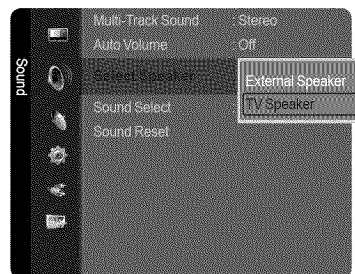 Sound
Multi-Track Sound : Stereo
Auto Volume : Off
Select Speaker
External Speaker
TV Speaker
Sound Select :
Sound Reset